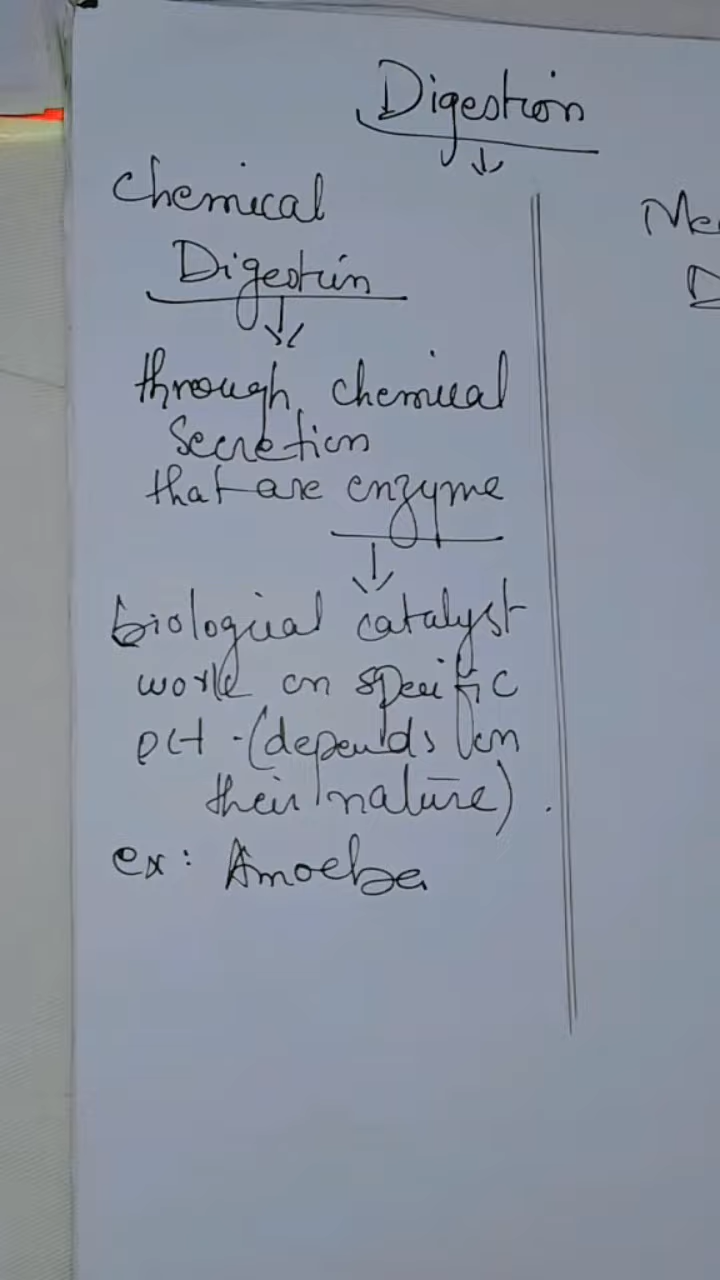 Digestion
Chemical
Digestion
through chemical
secretion
that are enzyme
biological catalyst
work on specific
pH - (depends on
their nature).
ex: Amoeba
Me
D